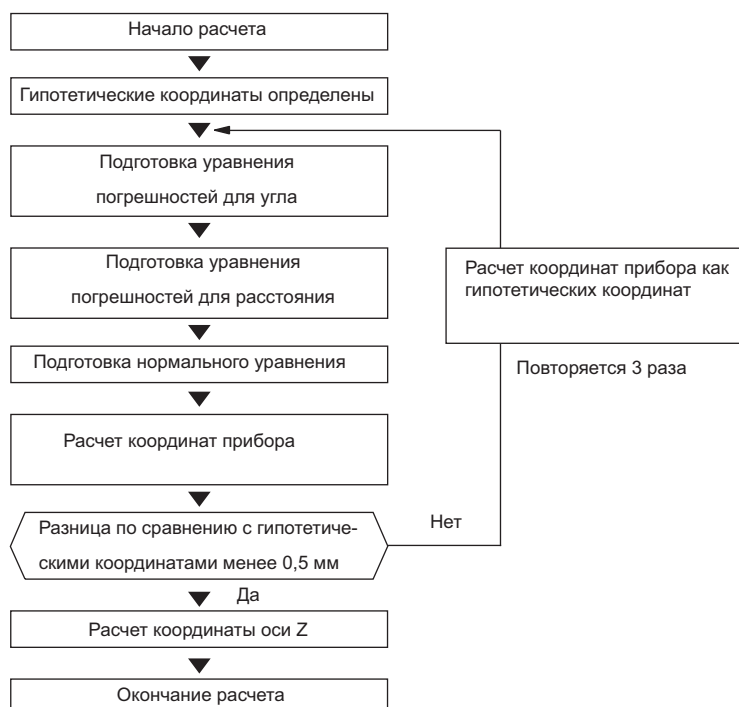 Начало расчета
Гипотетические координаты определены
Подготовка уравнения
погрешностей для угла
Подготовка уравнения
погрешностей для расстояния
Расчет координат прибора как
гипотетических координат
Подготовка нормального уравнения
Повторяется 3 раза
Расчет координат прибора
Разница по сравнению с гипотетиче-
скими координатами менее 0,5 мм
Нет
Да
Расчет координаты оси Z
Окончание расчета